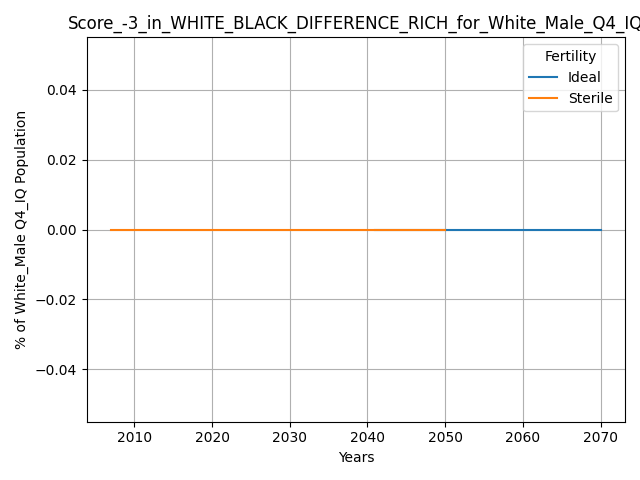 Score_-3_in_WHITE_BLACK_DIFFERENCE_RICH_for_White_Male_Q4_IQ
Fertility
Ideal
Sterile
0.04
0.02
0.00
−0.02
−0.04
% of White_Male Q4_IQ Population
2010 2020 2030 2040 2050 2060 2070
Years